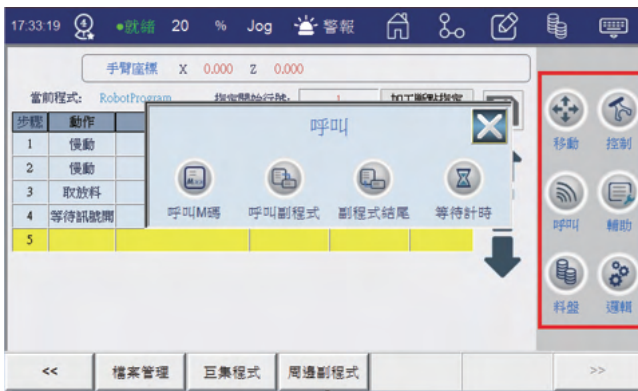 17:33:19 4 ●就緒 20 % Jog 警報
手臂座標 X 0.000 Z 0.000
當前程式: RobotProgram 指定開始行號: 1 加工斷點指定
步驟 動作
呼叫
1 慢動
2 慢動
3 取放料
4 等待訊號開
5
呼叫M碼 呼叫副程式 副程式結尾 等待計時
移動 控制
呼叫 輔助
料盤 邏輯
<< 檔案管理 巨集程式 周邊副程式 >>